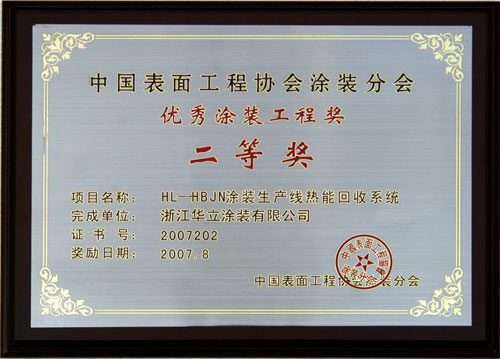 中国表面工程协会涂装分会
优秀涂装工程奖
二等奖
项目名称: HL—HBJN涂装生产线热能回收系统
完成单位: 浙江华立涂装有限公司
证书号: 2007202
奖励日期: 2007.8
中国表面工程协会涂装分会